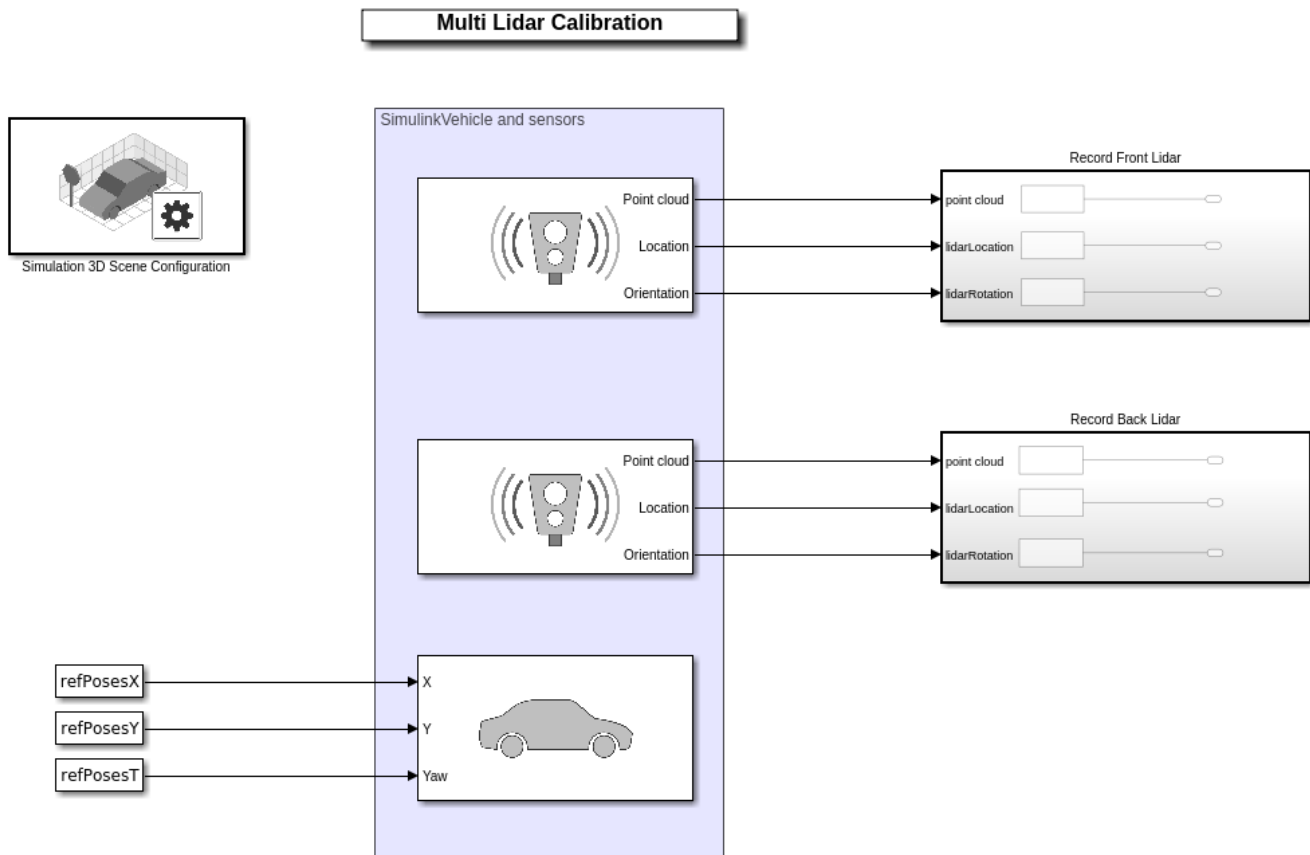 Multi Lidar Calibration
Simulation 3D Scene Configuration
SimulinkVehicle and sensors
Point cloud
Location
Orientation
Record Front Lidar
point cloud
lidarLocation
lidarRotation
Point cloud
Location
Orientation
Record Back Lidar
point cloud
lidarLocation
lidarRotation
refPosesX
refPosesY
refPosesT
X
Y
Yaw